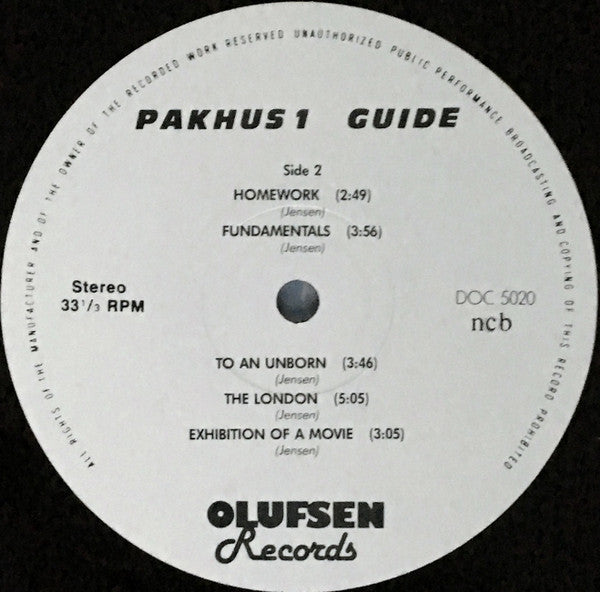 ALL RIGHTS OF THE MANUFACTURER AND OF THE OWNER OF THE RECORDED WORK RESERVED UNAUTHORIZED PUBLIC PERFORMANCE BROADCASTING AND COPYING OF THIS RECORD PROHIBITED
PAKHUS 1 GUIDE
Side 2
HOMEWORK (2:49)
(Jensen)
FUNDAMENTALS (3:56)
(Jensen)
Stereo
33 1/3 RPM
DOC 5020
ncb
TO AN UNBORN (3:46)
(Jensen)
THE LONDON (5:05)
(Jensen)
EXHIBITION OF A MOVIE (3:05)
(Jensen)
OLUFSEN
Records